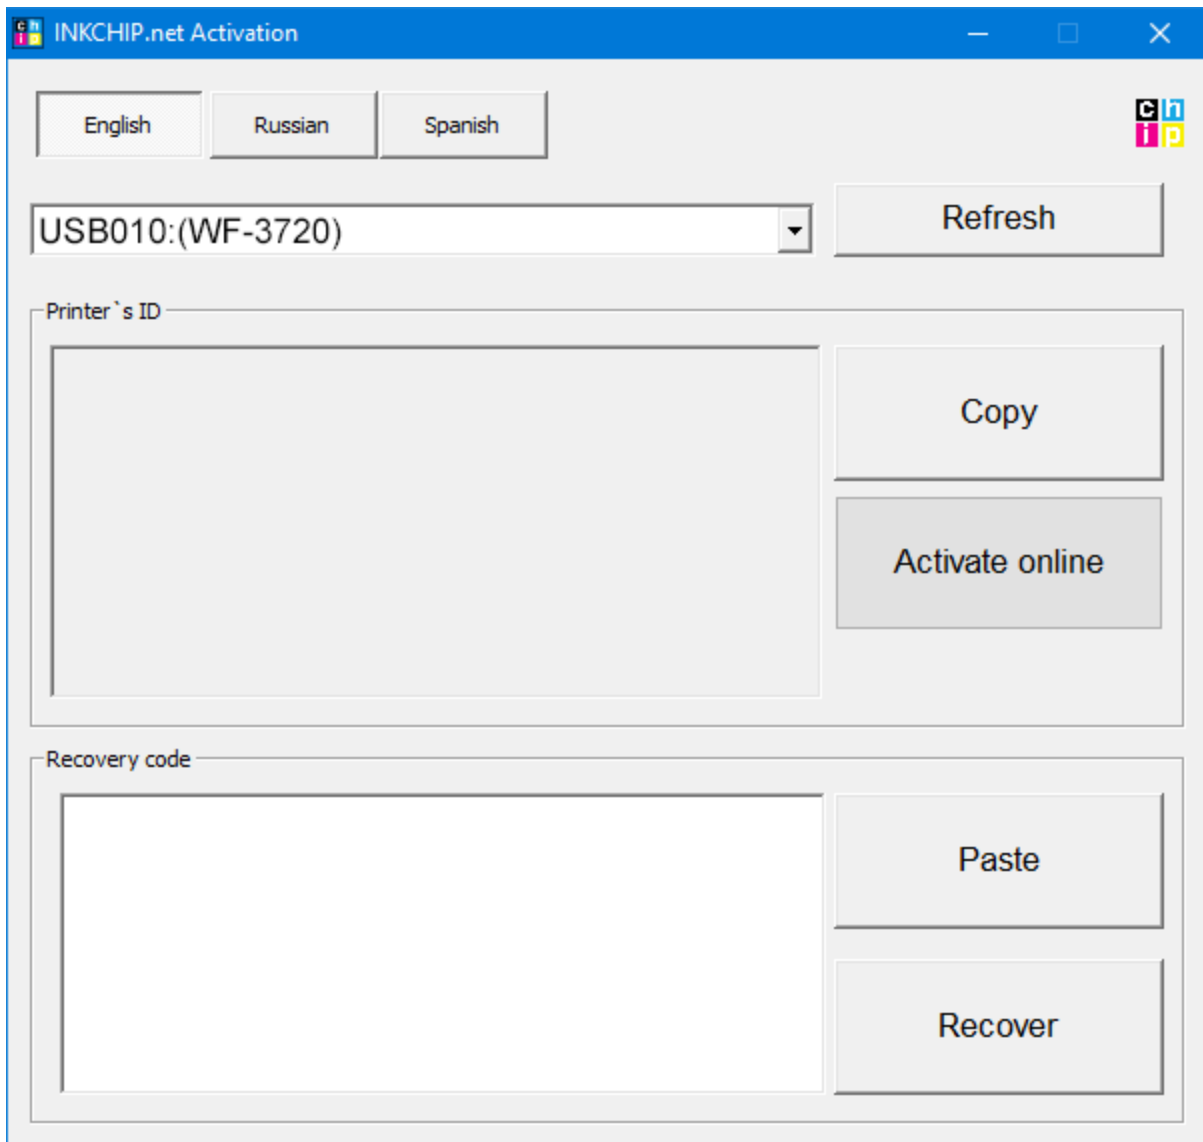 INKCHIP.net Activation
English Russian Spanish
chip
USB010:(WF-3720) Refresh
Printer`s ID
Copy
Activate online
Recovery code
Paste
Recover